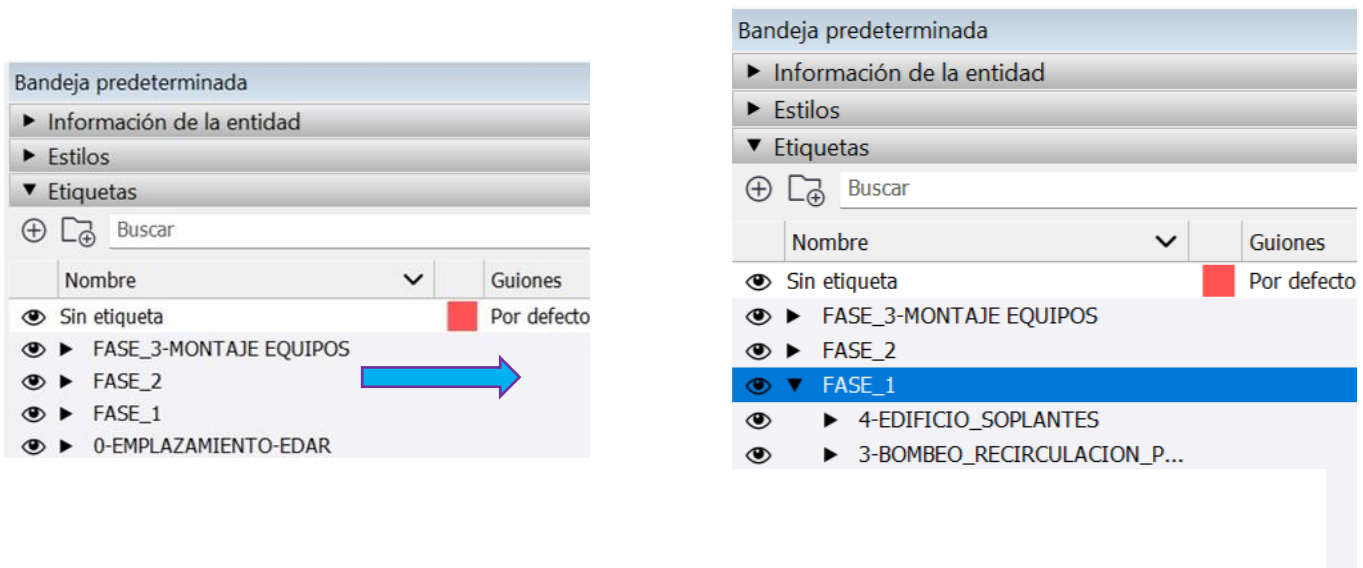 Bandeja predeterminada
Información de la entidad
Estilos
Etiquetas
Buscar
Nombre Guiones
Sin etiqueta Por defecto
FASE_3-MONTAJE EQUIPOS
FASE_2
FASE_1
0-EMPLAZAMIENTO-EDAR
Bandeja predeterminada
Información de la entidad
Estilos
Etiquetas
Buscar
Nombre Guiones
Sin etiqueta Por defecto
FASE_3-MONTAJE EQUIPOS
FASE_2
FASE_1
4-EDIFICIO_SOPLANTES
3-BOMBEO_RECIRCULACION_P...